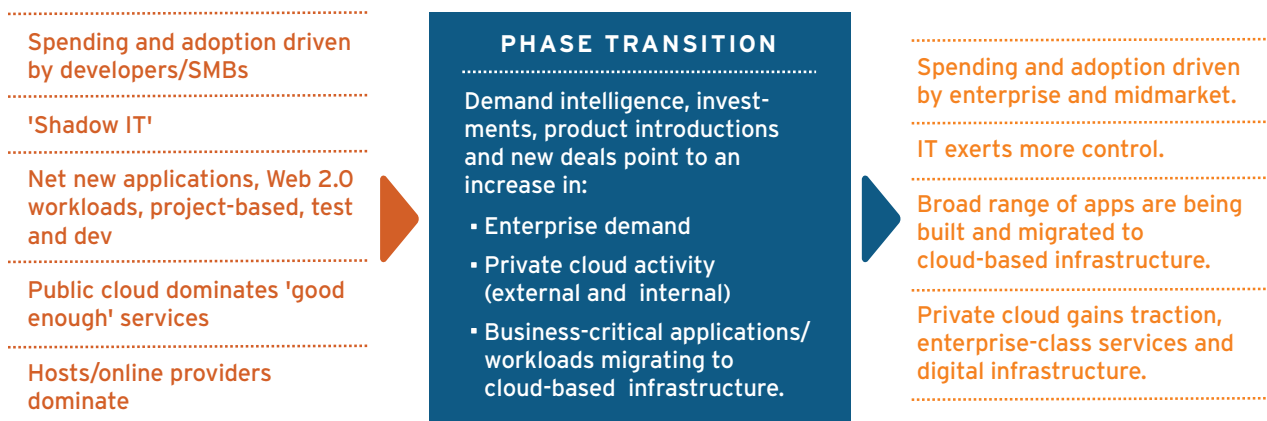 Spending and adoption driven
by developers/SMBs
'Shadow IT'
Net new applications, Web 2.0
workloads, project-based, test
and dev
Public cloud dominates 'good
enough' services
Hosts/online providers
dominate
PHASE TRANSITION
Demand intelligence, invest-
ments, product introductions
and new deals point to an
increase in:
▪ Enterprise demand
▪ Private cloud activity
(external and internal)
▪ Business-critical applications/
workloads migrating to
cloud-based infrastructure.
Spending and adoption driven
by enterprise and midmarket.
IT exerts more control.
Broad range of apps are being
built and migrated to
cloud-based infrastructure.
Private cloud gains traction,
enterprise-class services and
digital infrastructure.